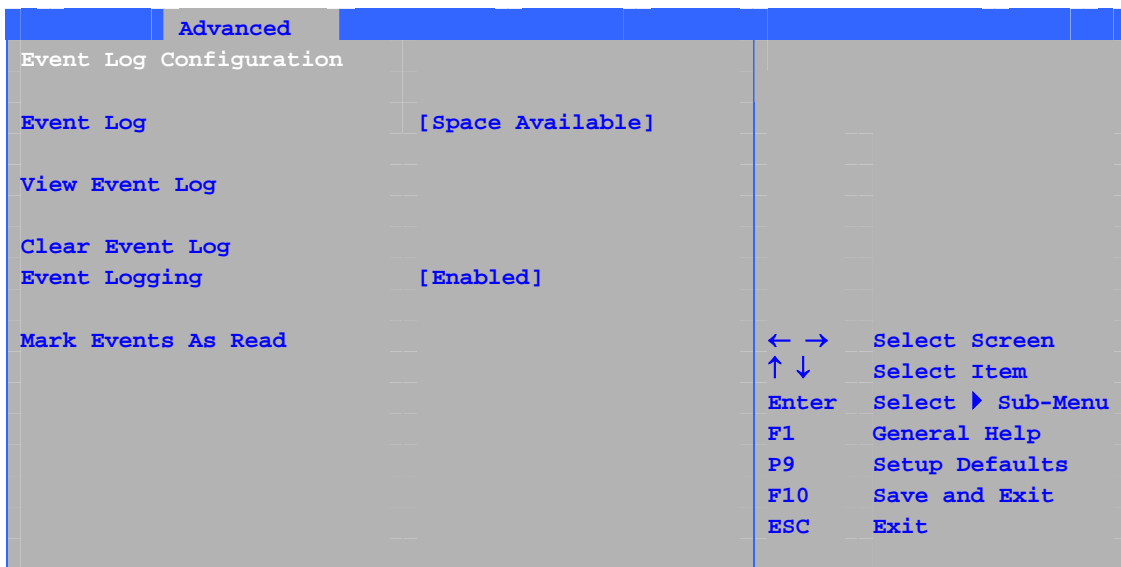 Advanced
Event Log Configuration
Event Log [Space Available]
View Event Log
Clear Event Log
Event Logging [Enabled]
Mark Events As Read
← → Select Screen
↑ ↓ Select Item
Enter Select ▶ Sub-Menu
F1 General Help
P9 Setup Defaults
F10 Save and Exit
ESC Exit